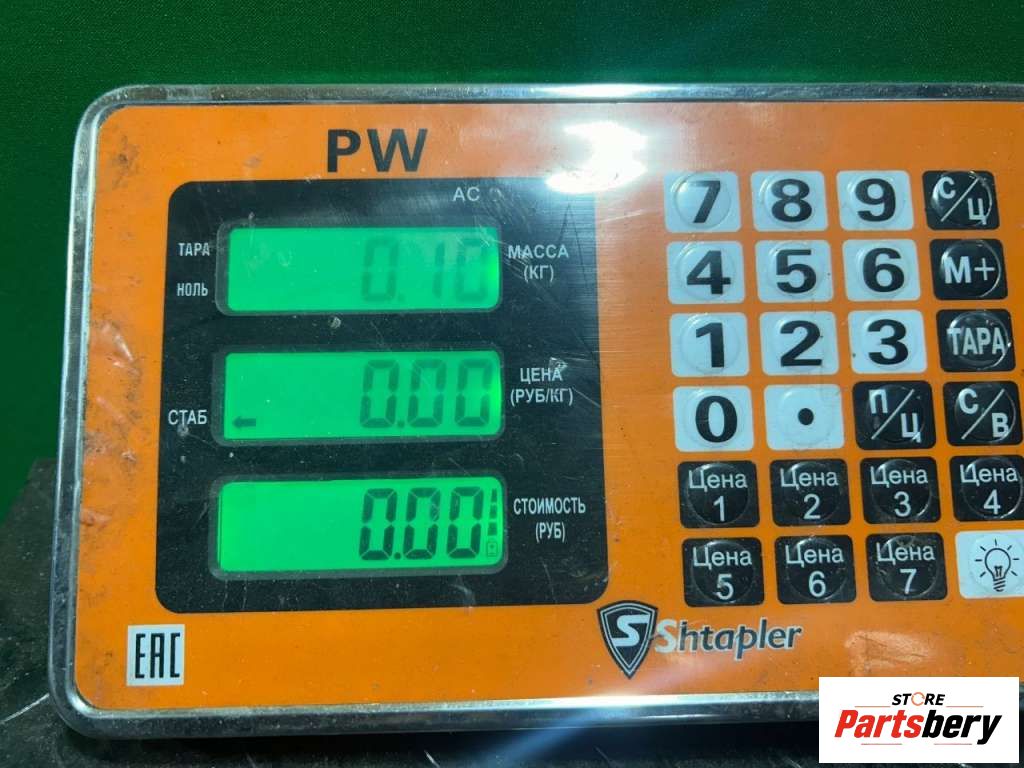 PW
AC
ТАРА
НОЛЬ
0.10
МАССА
(КГ)
СТАБ
0.00
ЦЕНА
(РУБ/КГ)
0.00
СТОИМОСТЬ
(РУБ)
7 8 9 С/Ц
4 5 6 М+
1 2 3 ТАРА
0 . П/Ц С/В
Цена 1 Цена 2 Цена 3 Цена 4
Цена 5 Цена 6 Цена 7
EAC
S Shtapler
STORE
Partsbery